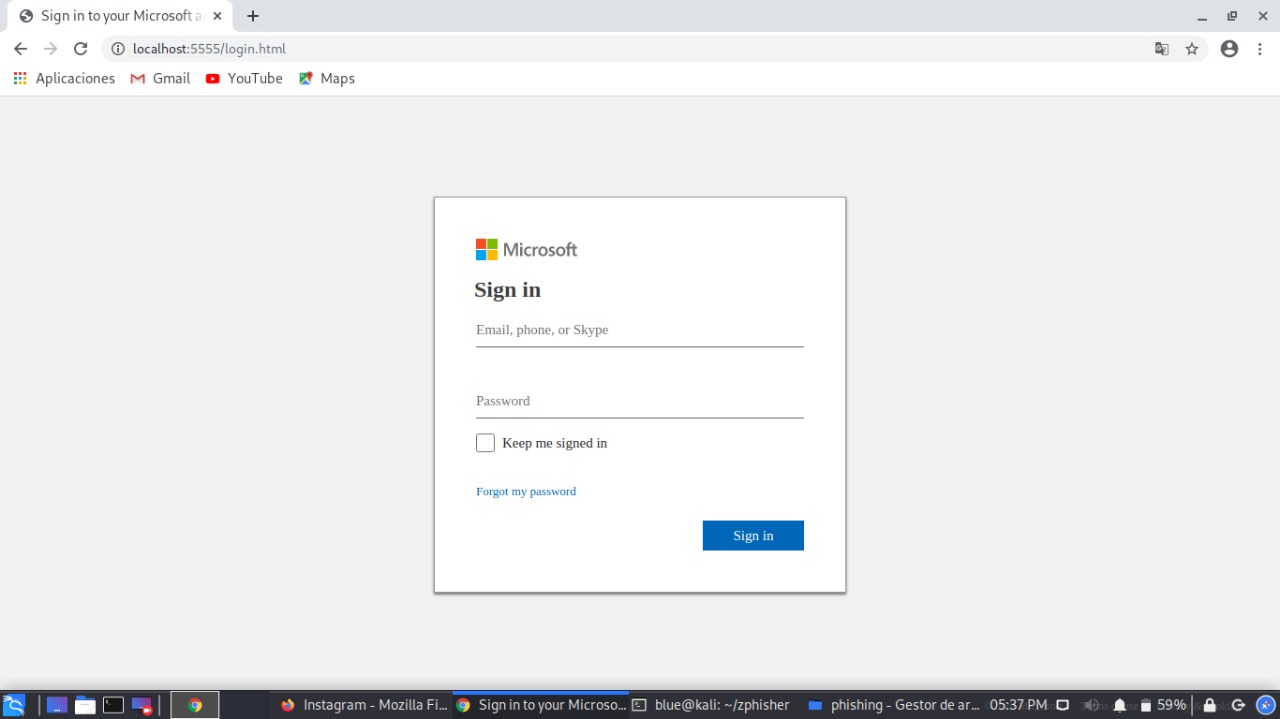 Sign in to your Microsoft a
localhost:5555/login.html
Aplicaciones Gmail YouTube Maps
Microsoft
Sign in
Email, phone, or Skype
Password
Keep me signed in
Forgot my password
Sign in
Instagram - Mozilla Fi... Sign in to your Microso... blue@kali: ~/zphisher phishing - Gestor de ar... 05:37 PM 59%